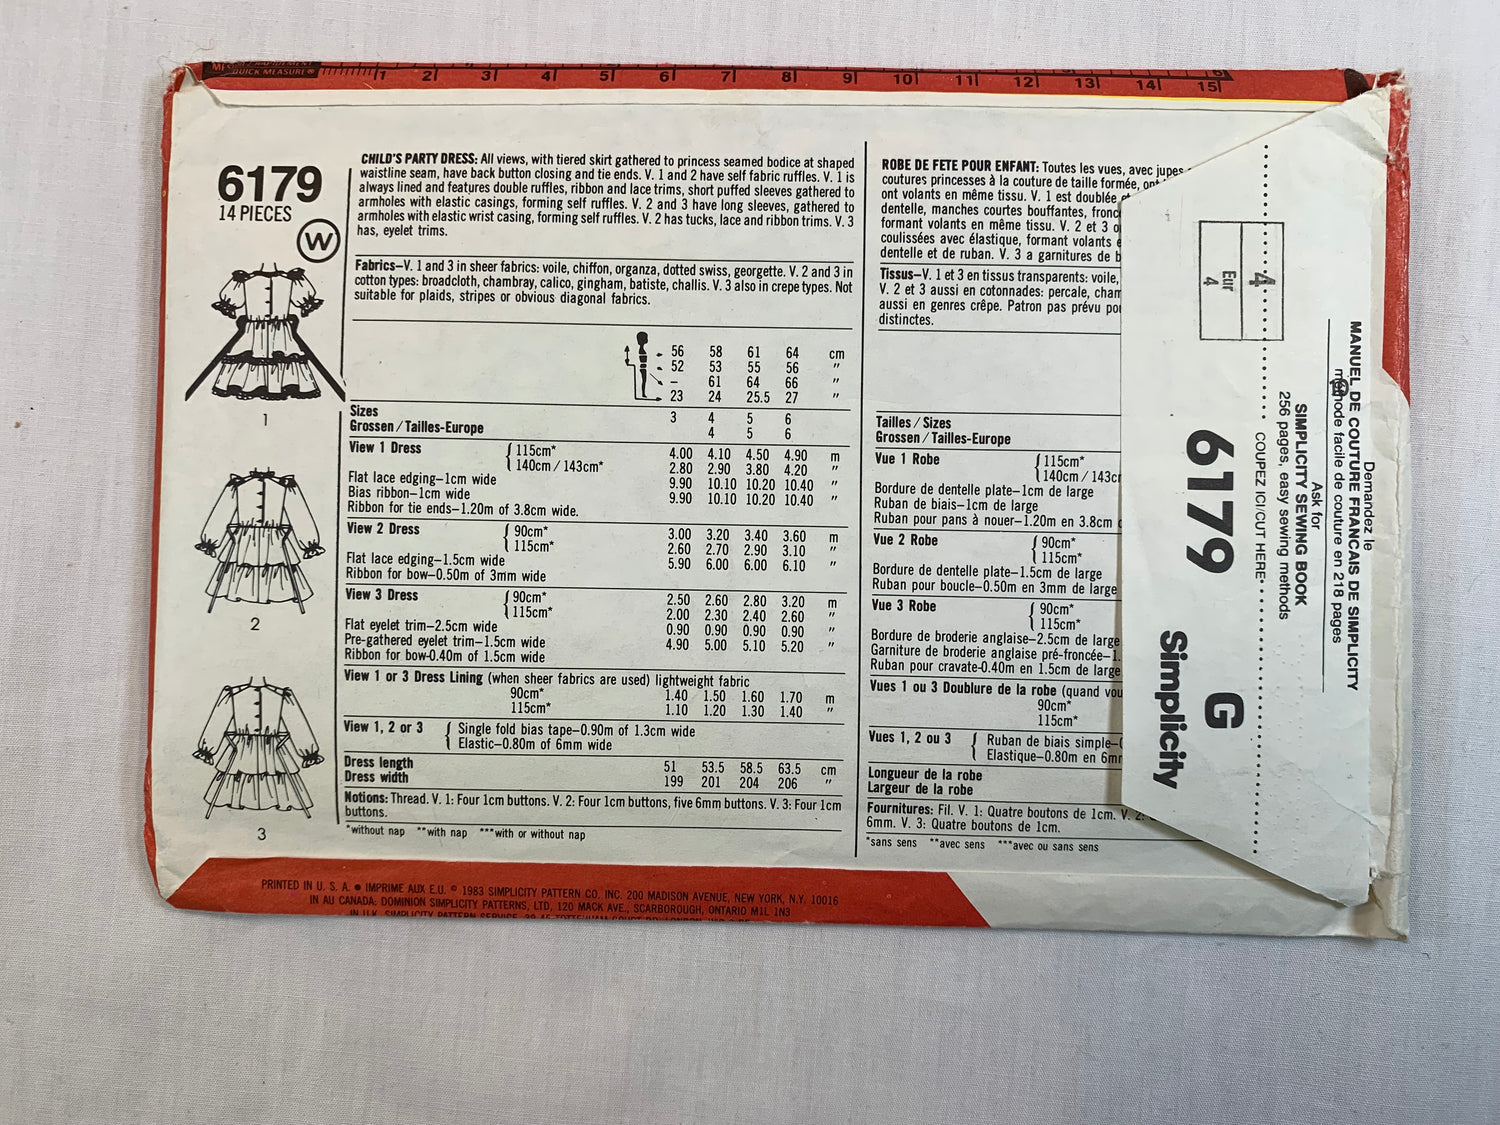 QUICK MEASURE®
1 2 3 4 5 6 7 8 9 10 11 12 13 14 15
6179
14 PIECES
W
1
2
3
CHILD'S PARTY DRESS: All views, with tiered skirt gathered to princess seamed bodice at shaped
waistline seam, have back button closing and tie ends. V. 1 and 2 have self fabric ruffles. V. 1 is
always lined and features double ruffles, ribbon and lace trims, short puffed sleeves gathered to
armholes with elastic casings, forming self ruffles. V. 2 and 3 have long sleeves, gathered to
armholes with elastic wrist casing, forming self ruffles. V. 2 has tucks, lace and ribbon trims. V. 3
has, eyelet trims.
Fabrics–V. 1 and 3 in sheer fabrics: voile, chiffon, organza, dotted swiss, georgette. V. 2 and 3 in
cotton types: broadcloth, chambray, calico, gingham, batiste, challis. V. 3 also in crepe types. Not
suitable for plaids, stripes or obvious diagonal fabrics.
56 58 61 64 cm
52 53 55 56 "
– 61 64 66 "
23 24 25.5 27 "
Sizes 3 4 5 6
Grossen/Tailles-Europe 4 5 6
View 1 Dress { 115cm* 4.00 4.10 4.50 4.90 m
140cm/143cm* 2.80 2.90 3.80 4.20 "
Flat lace edging–1cm wide 9.90 10.10 10.20 10.40 "
Bias ribbon–1cm wide 9.90 10.10 10.20 10.40 "
Ribbon for tie ends–1.20m of 3.8cm wide.
View 2 Dress { 90cm* 3.00 3.20 3.40 3.60 m
115cm* 2.60 2.70 2.90 3.10 "
Flat lace edging–1.5cm wide 5.90 6.00 6.00 6.10 "
Ribbon for bow–0.50m of 3mm wide
View 3 Dress { 90cm* 2.50 2.60 2.80 3.20 m
115cm* 2.00 2.30 2.40 2.60 "
Flat eyelet trim–2.5cm wide 0.90 0.90 0.90 0.90 "
Pre-gathered eyelet trim–1.5cm wide 4.90 5.00 5.10 5.20 "
Ribbon for bow-0.40m of 1.5cm wide
View 1 or 3 Dress Lining (when sheer fabrics are used) lightweight fabric
90cm* 1.40 1.50 1.60 1.70 m
115cm* 1.10 1.20 1.30 1.40 "
View 1, 2 or 3 { Single fold bias tape–0.90m of 1.3cm wide
Elastic–0.80m of 6mm wide
Dress length 51 53.5 58.5 63.5 cm
Dress width 199 201 204 206 "
Notions: Thread. V. 1: Four 1cm buttons. V. 2: Four 1cm buttons, five 6mm buttons. V. 3: Four 1cm
buttons.
*without nap **with nap ***with or without nap
ROBE DE FETE POUR ENFANT: Toutes les vues, avec jupes
coutures princesses à la couture de taille formée, ont
ont volants en même tissu. V. 1 est doublée
dentelle, manches courtes bouffantes,
formant volants en même tissu. V. 2 et 3
coulissées avec élastique, formant volants
dentelle et de ruban. V. 3 a garnitures de
Tissus–V. 1 et 3 en tissus transparents: voile,
V. 2 et 3 aussi en cotonnades: percale,
aussi en genres crêpe. Patron pas prévu
distinctes.
Tailles/Sizes
Grossen/Tailles-Europe
Vue 1 Robe { 115cm*
140cm/143c
Bordure de dentelle plate–1cm de large
Ruban de biais–1cm de large
Ruban pour pans à nouer–1.20m en 3.8cm
Vue 2 Robe { 90cm*
115cm*
Bordure de dentelle plate–1.5cm de large
Ruban pour boucle–0.50m en 3mm de large
Vue 3 Robe { 90cm*
115cm*
Bordure de broderie anglaise–2.5cm de large
Garniture de broderie anglaise pré-froncée–1.
Ruban pour cravate-0.40m en 1.5cm de large
Vues 1 ou 3 Doublure de la robe (quand
90cm*
115cm*
Vues 1, 2 ou 3 { Ruban de biais simple–
Elastique–0.80m en 6m
Longueur de la robe
Largeur de la robe
Fournitures: Fil. V. 1: Quatre boutons de 1cm. V. 2:
6mm. V. 3: Quatre boutons de 1cm.
*sans sens **avec sens ***avec ou sans sens
4
Eur
4
COUPEZ ICI/CUT HERE
6179
G
Simplicity
Demandez le
MANUEL DE COUTURE FRANCAIS DE SIMPLICITY
méthode facile de couture en 218 pages
Ask for
SIMPLICITY SEWING BOOK
256 pages, easy sewing methods
PRINTED IN U. S. A. ● IMPRIME AUX E.U. © 1983 SIMPLICITY PATTERN CO. INC. 200 MADISON AVENUE, NEW YORK, N.Y. 10016
IN AU CANADA: DOMINION SIMPLICITY PATTERNS, LTD. 120 MACK AVE., SCARBOROUGH, ONTARIO M1L 1N3
IN U.K. SIMPLICITY PATTERN SERVICE